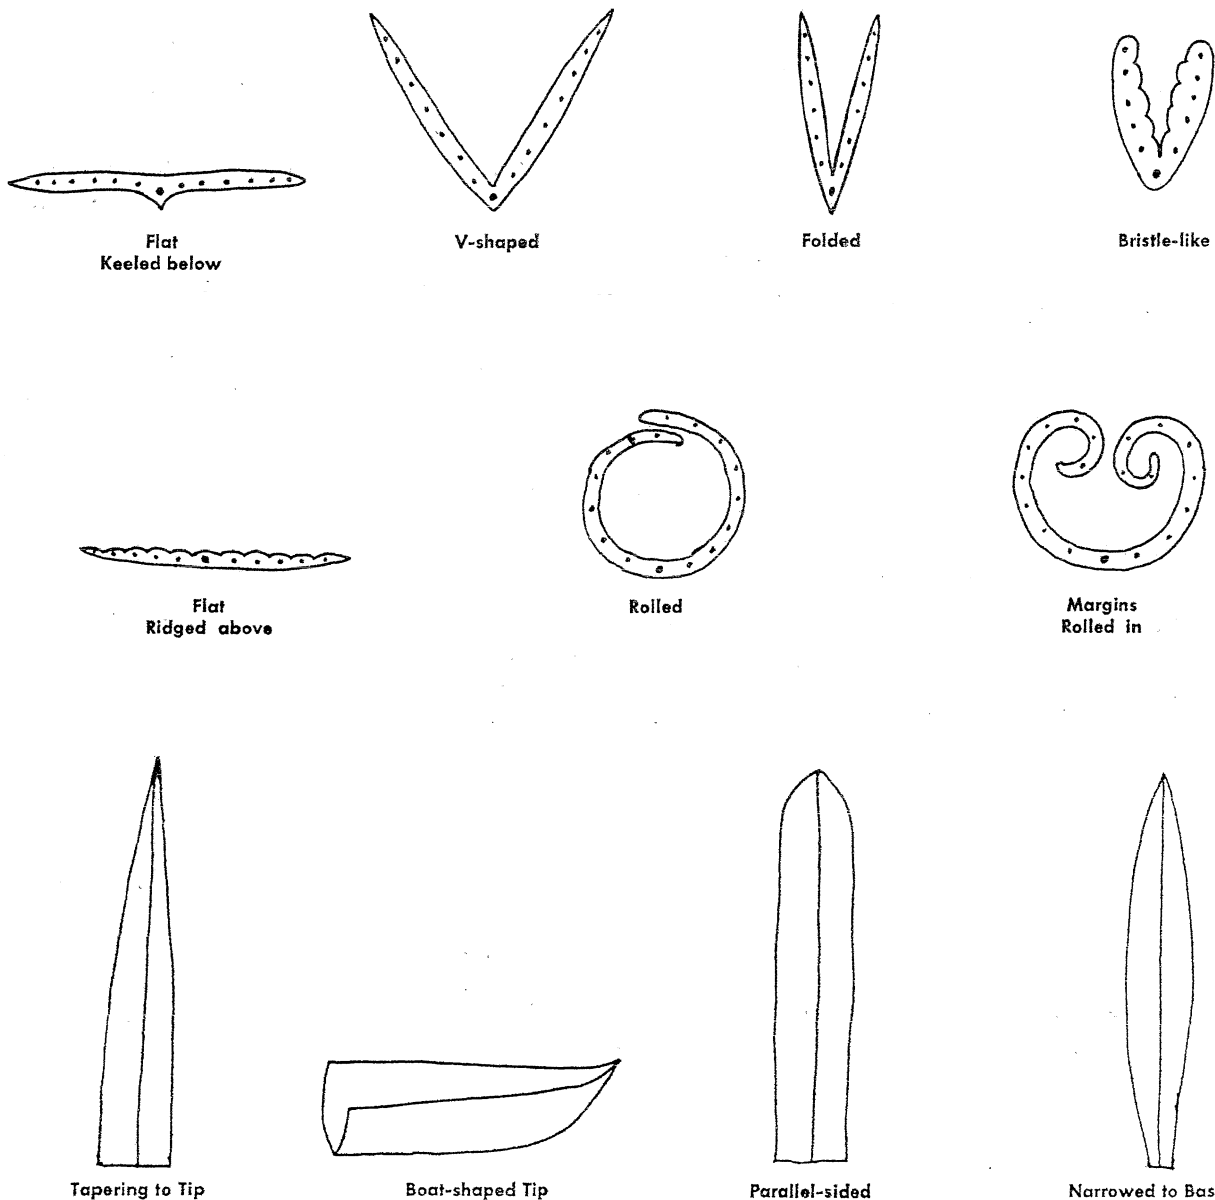 Flat
Keeled below
V-shaped
Folded
Bristle-like
Flat
Ridged above
Rolled
Margins
Rolled in
Tapering to Tip
Boat-shaped Tip
Parallel-sided
Narrowed to Bas